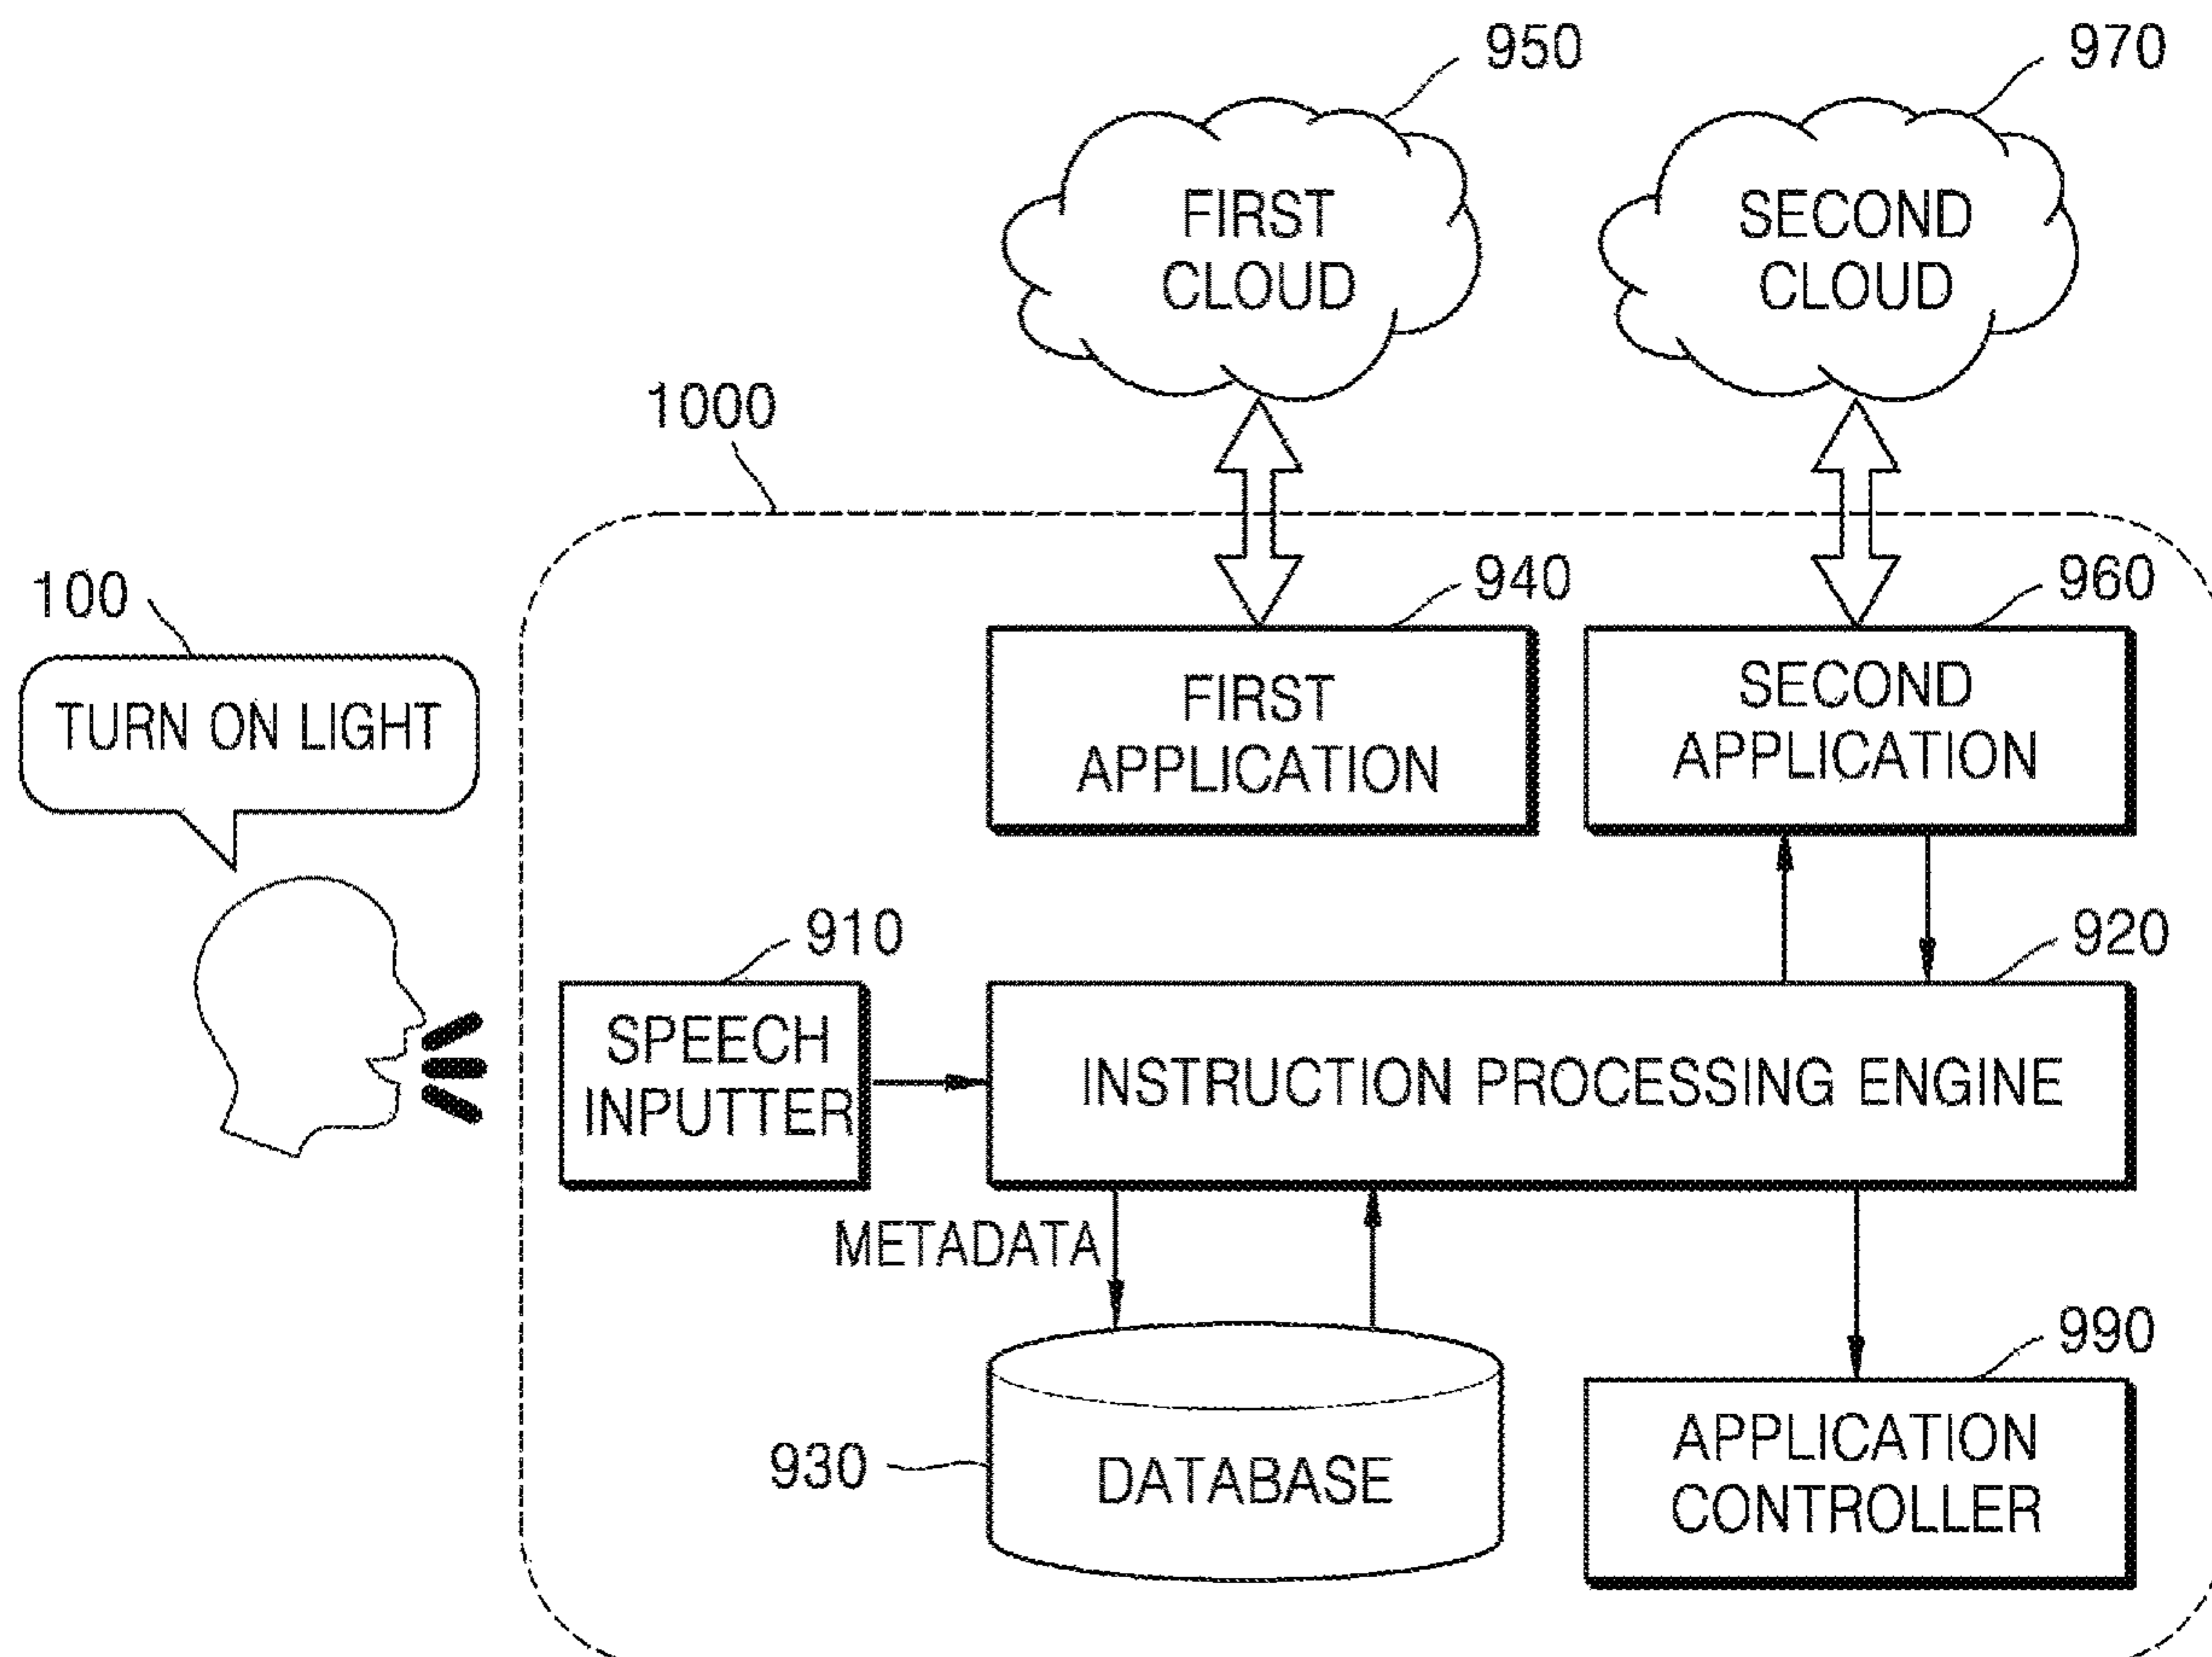 950
970
FIRST
CLOUD
SECOND
CLOUD
1000
100
TURN ON LIGHT
940
960
FIRST
APPLICATION
SECOND
APPLICATION
910
920
SPEECH
INPUTTER
INSTRUCTION PROCESSING ENGINE
METADATA
930
DATABASE
990
APPLICATION
CONTROLLER